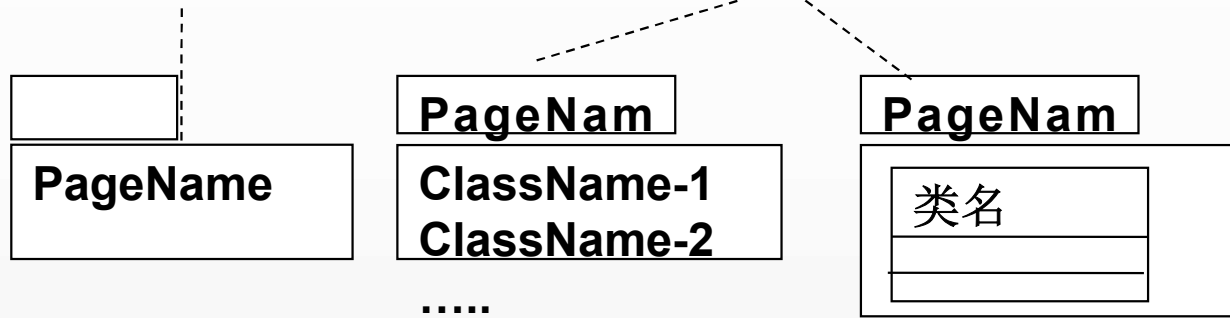 PageName
PageNam
ClassName-1
ClassName-2
.....
PageNam
类名